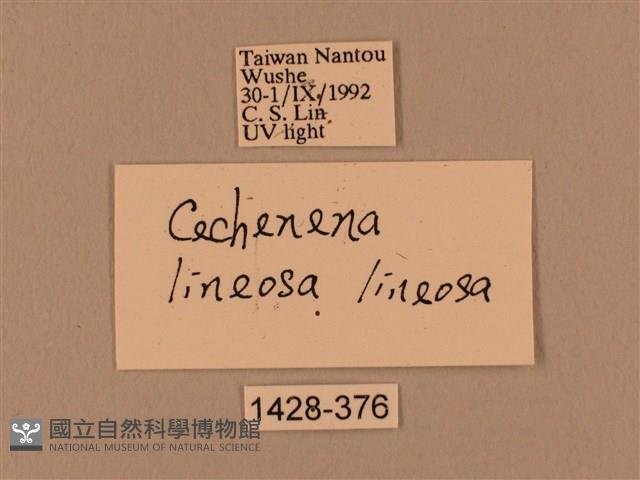 Taiwan Nantou
Wushe
30-1/IX/1992
C. S. Lin
UV light
Cechenena
lineosa lineosa
1428-376
國立自然科學博物館
NATIONAL MUSEUM OF NATURAL SCIENCE